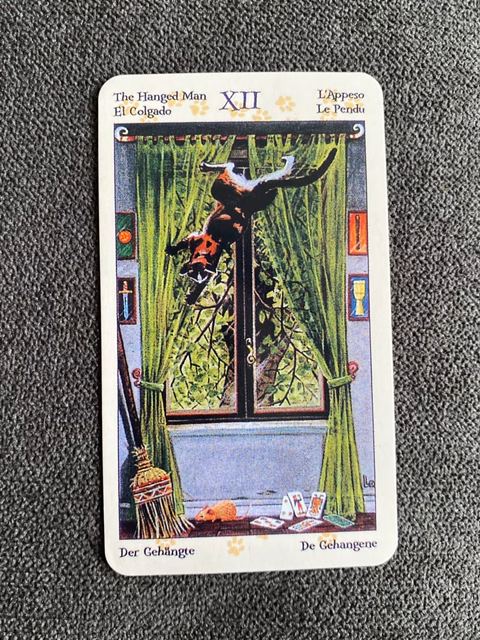 The Hanged Man
El Colgado
XII
L'Appeso
Le Pendu
Der Gehängte
De Gehangene